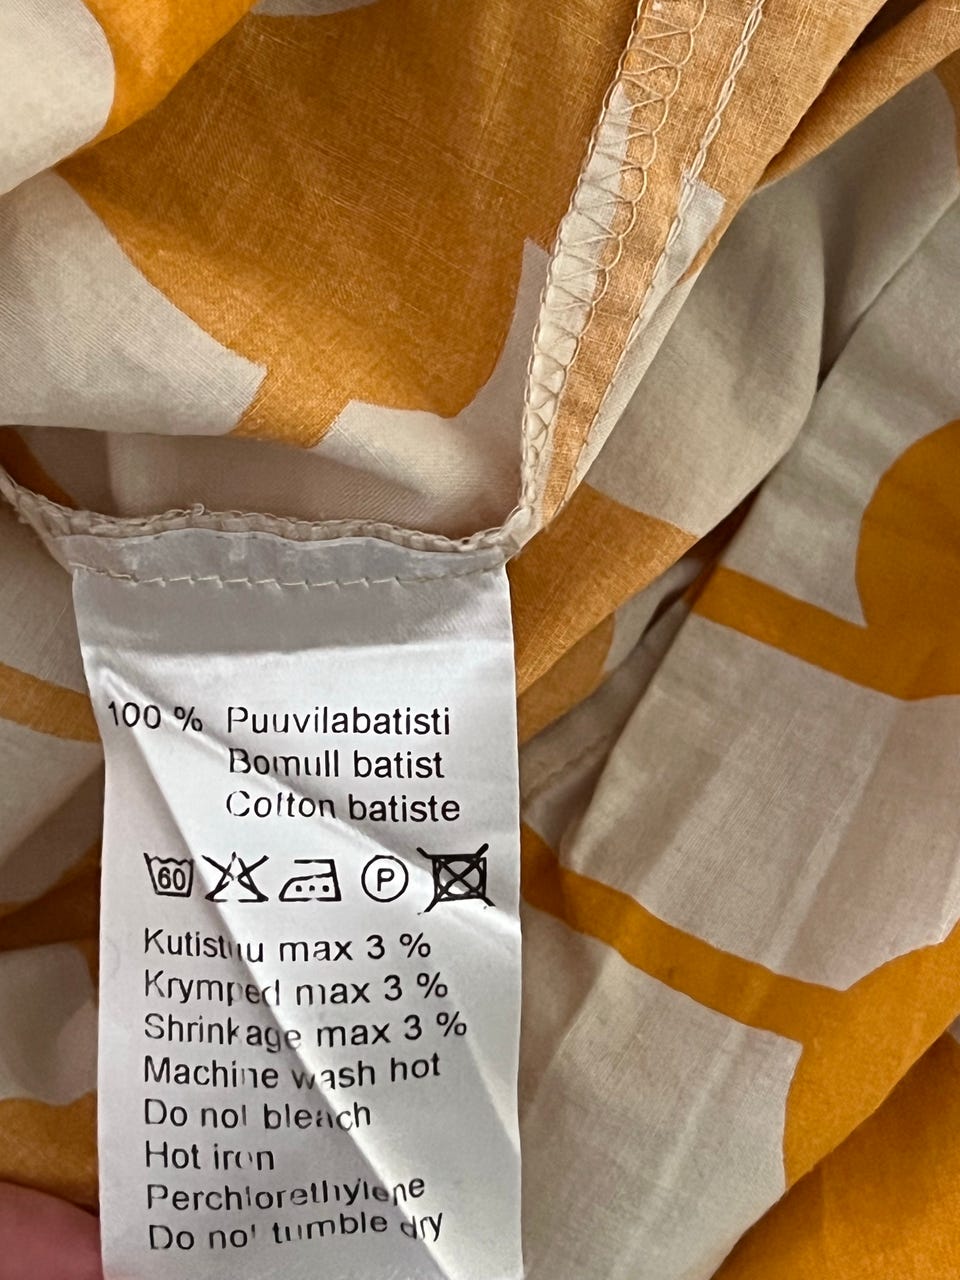 100 % Puuvilabatisti
Bomull batist
Cotton batiste
60 P
Kutistuu max 3 %
Krymped max 3 %
Shrinkage max 3 %
Machine wash hot
Do not bleach
Hot iron
Perchlorethylene
Do not tumble dry